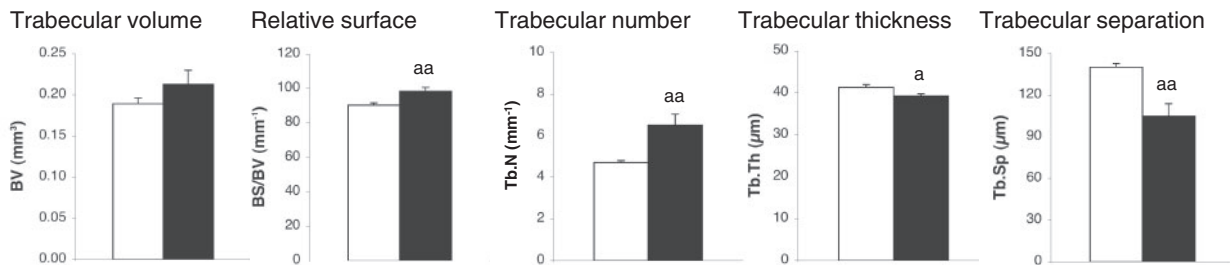 Trabecular volume
BV (mm³)
0.25
0.20
0.15
0.10
0.05
0.00
Relative surface
BS/BV (mm⁻¹)
120
100
80
60
40
20
0
aa
Trabecular number
Tb.N (mm⁻¹)
10
8
6
4
2
0
aa
Trabecular thickness
Tb.Th (µm)
50
40
30
20
10
0
a
Trabecular separation
Tb.Sp (µm)
150
120
90
60
30
0
aa